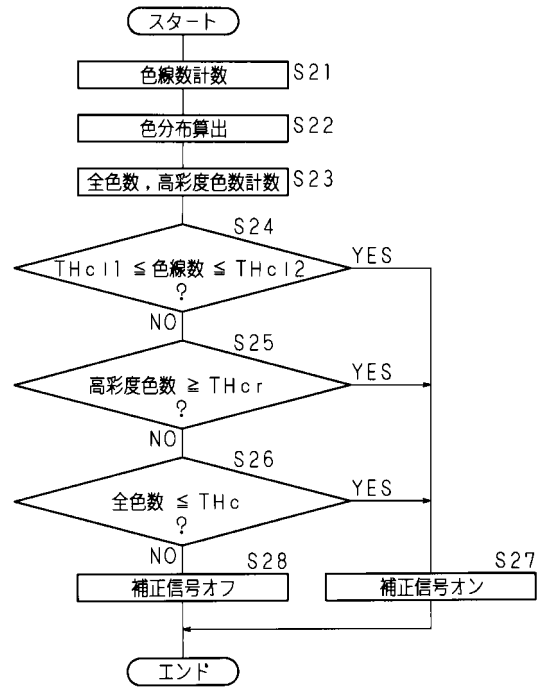 スタート
色線数計数 S21
色分布算出 S22
全色数,高彩度色数計数 S23
S24
THcl1 ≦ 色線数 ≦ THcl2
?
YES
NO
S25
高彩度色数 ≧ THcr
?
YES
NO
S26
全色数 ≦ THc
?
YES
NO
S28
補正信号オフ
S27
補正信号オン
エンド